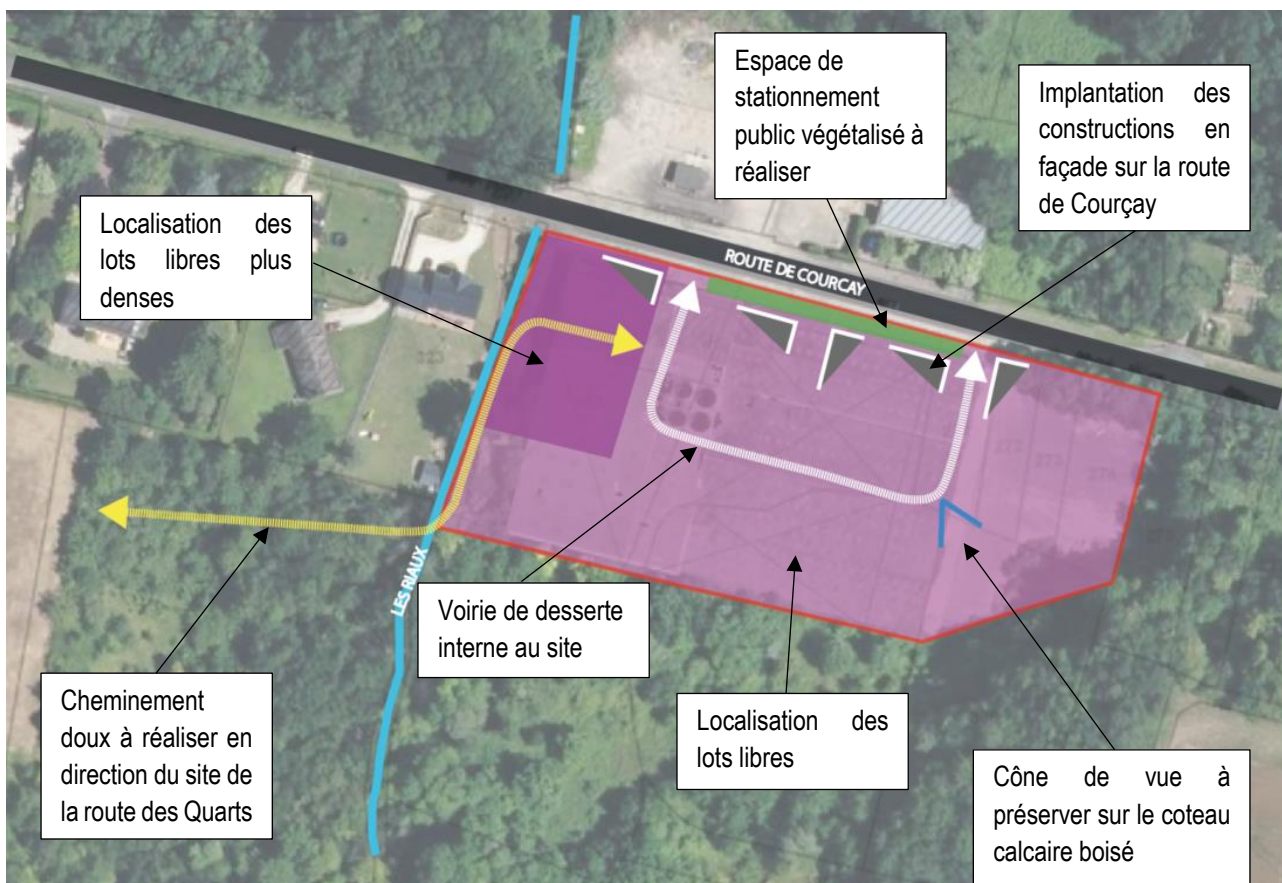 Espace de
stationnement
public végétalisé à
réaliser
Implantation des
constructions en
façade sur la route
de Courçay
Localisation des
lots libres plus
denses
ROUTE DE COURCAY
LES RIAUX
Voirie de desserte
interne au site
Cheminement
doux à réaliser en
direction du site de
la route des Quarts
Localisation des
lots libres
Cône de vue à
préserver sur le coteau
calcaire boisé